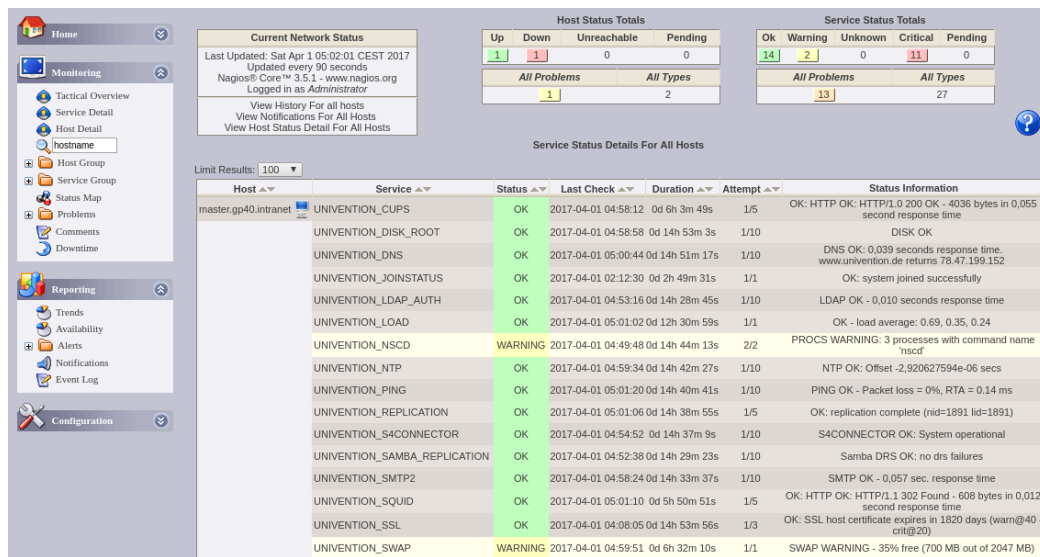 Home
Monitoring
Tactical Overview
Service Detail
Host Detail
hostname
Host Group
Service Group
Status Map
Problems
Comments
Downtime
Reporting
Trends
Availability
Alerts
Notifications
Event Log
Configuration
Current Network Status
Last Updated: Sat Apr 1 05:02:01 CEST 2017
Updated every 90 seconds
Nagios® Core™ 3.5.1 - www.nagios.org
Logged in as Administrator
View History For all hosts
View Notifications For All Hosts
View Host Status Detail For All Hosts
Host Status Totals
Up Down Unreachable Pending
1 1 0 0
All Problems All Types
1 2
Service Status Totals
Ok Warning Unknown Critical Pending
14 2 0 11 0
All Problems All Types
13 27
?
Service Status Details For All Hosts
Limit Results: 100
Host Service Status Last Check Duration Attempt Status Information
master.gp40.intranet UNIVENTION_CUPS OK 2017-04-01 04:58:12 0d 6h 3m 49s 1/5 OK: HTTP OK: HTTP/1.0 200 OK - 4036 bytes in 0,055
second response time
UNIVENTION_DISK_ROOT OK 2017-04-01 04:58:58 0d 14h 53m 3s 1/10 DISK OK
UNIVENTION_DNS OK 2017-04-01 05:00:44 0d 14h 51m 17s 1/10 DNS OK: 0,039 seconds response time.
www.univention.de returns 78.47.199.152
UNIVENTION_JOINSTATUS OK 2017-04-01 02:12:30 0d 2h 49m 31s 1/1 OK: system joined successfully
UNIVENTION_LDAP_AUTH OK 2017-04-01 04:53:16 0d 14h 28m 45s 1/10 LDAP OK - 0,010 seconds response time
UNIVENTION_LOAD OK 2017-04-01 05:01:02 0d 12h 30m 59s 1/1 OK - load average: 0.69, 0.35, 0.24
UNIVENTION_NSCD WARNING 2017-04-01 04:49:48 0d 14h 44m 13s 2/2 PROCS WARNING: 3 processes with command name
'nscd'
UNIVENTION_NTP OK 2017-04-01 04:59:34 0d 14h 42m 27s 1/10 NTP OK: Offset -2,920627594e-06 secs
UNIVENTION_PING OK 2017-04-01 05:01:20 0d 14h 40m 41s 1/10 PING OK - Packet loss = 0%, RTA = 0.14 ms
UNIVENTION_REPLICATION OK 2017-04-01 05:01:06 0d 14h 38m 55s 1/5 OK: replication complete (nid=1891 lid=1891)
UNIVENTION_S4CONNECTOR OK 2017-04-01 04:54:52 0d 14h 37m 9s 1/10 S4CONNECTOR OK: System operational
UNIVENTION_SAMBA_REPLICATION OK 2017-04-01 04:52:38 0d 14h 29m 23s 1/10 Samba DRS OK: no drs failures
UNIVENTION_SMTP2 OK 2017-04-01 04:58:24 0d 14h 33m 37s 1/10 SMTP OK - 0,057 sec. response time
UNIVENTION_SQUID OK 2017-04-01 05:01:10 0d 5h 50m 51s 1/5 OK: HTTP OK: HTTP/1.1 302 Found - 608 bytes in 0,012
second response time
UNIVENTION_SSL OK 2017-04-01 04:08:05 0d 14h 53m 56s 1/3 OK: SSL host certificate expires in 1820 days (warn@40 -
crit@20)
UNIVENTION_SWAP WARNING 2017-04-01 04:59:51 0d 6h 32m 10s 1/1 SWAP WARNING - 35% free (700 MB out of 2047 MB)